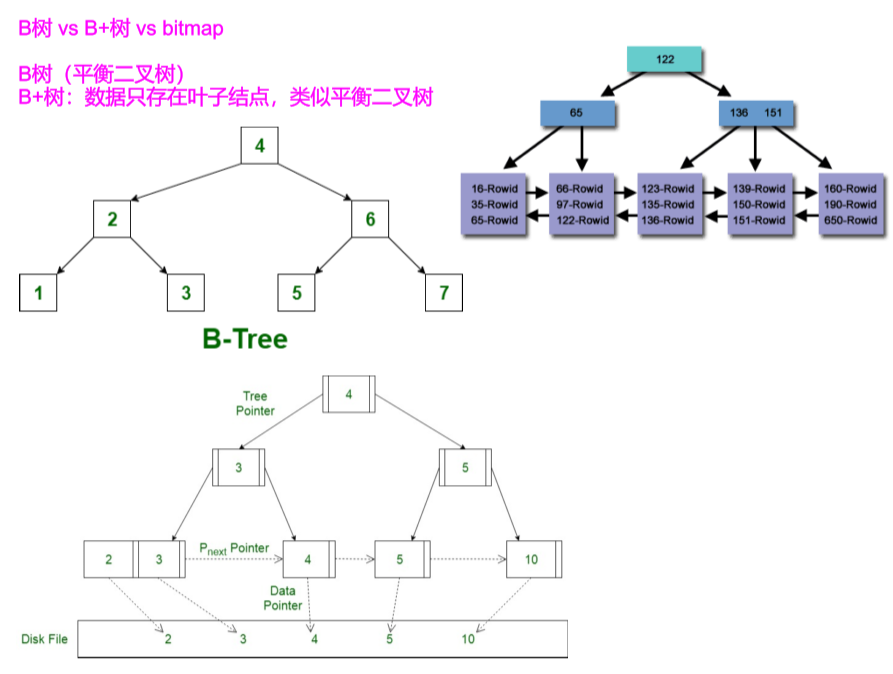 B树 vs B+树 vs bitmap
B树（平衡二叉树）
B+树：数据只存在叶子结点，类似平衡二叉树
4
2
6
1
3
5
7
B-Tree
122
65
136 151
16-Rowid
35-Rowid
65-Rowid
66-Rowid
97-Rowid
122-Rowid
123-Rowid
135-Rowid
136-Rowid
139-Rowid
150-Rowid
151-Rowid
160-Rowid
190-Rowid
650-Rowid
Tree
Pointer
4
3
5
2
3
Pnext Pointer
4
5
10
Data
Pointer
Disk File
2
3
4
5
10